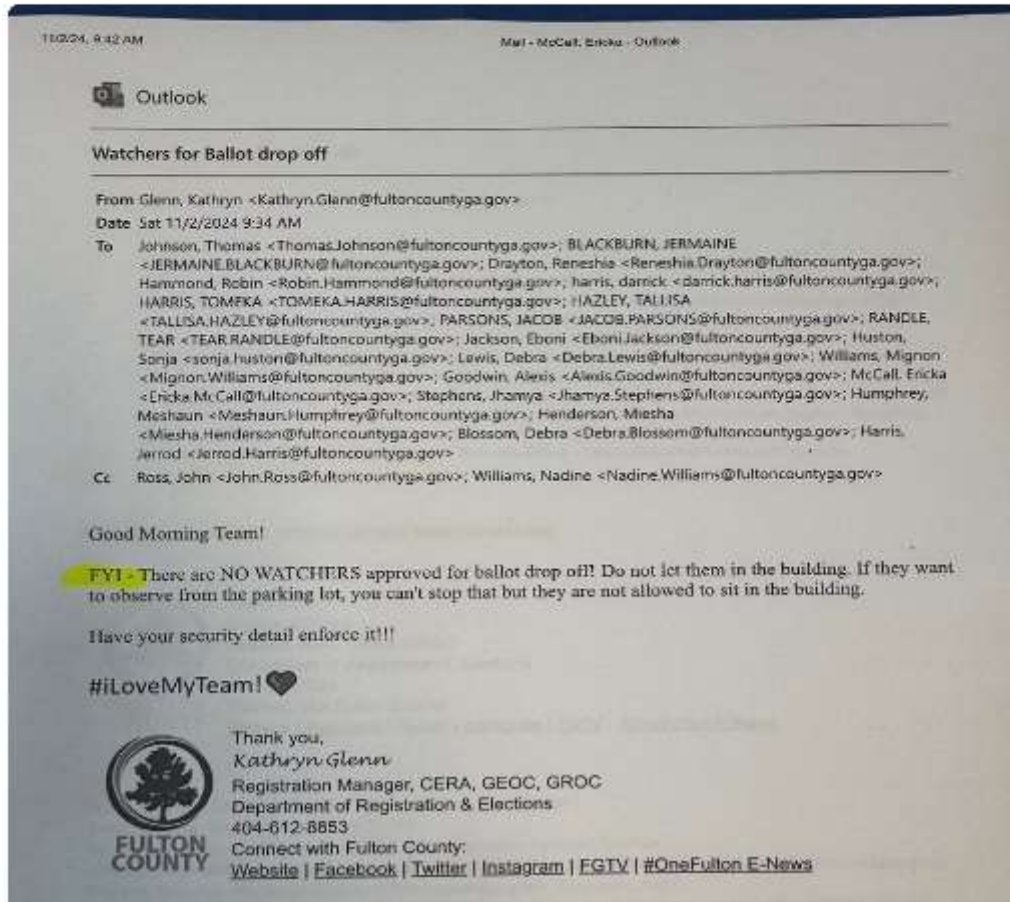 11/2/24, 9:42 AM
Mail - McCall, Ericka - Outlook
Outlook
Watchers for Ballot drop off
From Glenn, Kathryn <Kathryn.Glenn@fultoncountyga.gov>
Date Sat 11/2/2024 9:34 AM
To Johnson, Thomas <Thomas.Johnson@fultoncountyga.gov>; BLACKBURN, JERMAINE
<JERMAINE.BLACKBURN@fultoncountyga.gov>; Drayton, Reneshia <Reneshia.Drayton@fultoncountyga.gov>;
Hammond, Robin <Robin.Hammond@fultoncountyga.gov>; harris, darrick <darrick.harris@fultoncountyga.gov>;
HARRIS, TOMEKA <TOMEKA.HARRIS@fultoncountyga.gov>; HAZLEY, TALLISA
<TALLISA.HAZLEY@fultoncountyga.gov>; PARSONS, JACOB <JACOB.PARSONS@fultoncountyga.gov>; RANDLE,
TEAR <TEAR.RANDLE@fultoncountyga.gov>; Jackson, Eboni <Eboni.Jackson@fultoncountyga.gov>; Huston,
Sonja <sonja.huston@fultoncountyga.gov>; Lewis, Debra <Debra.Lewis@fultoncountyga.gov>; Williams, Mignon
<Mignon.Williams@fultoncountyga.gov>; Goodwin, Alexis <Alexis.Goodwin@fultoncountyga.gov>; McCall, Ericka
<Ericka.McCall@fultoncountyga.gov>; Stephens, Jhamya <Jhamya.Stephens@fultoncountyga.gov>; Humphrey,
Meshaun <Meshaun.Humphrey@fultoncountyga.gov>; Henderson, Miesha
<Miesha.Henderson@fultoncountyga.gov>; Blossom, Debra <Debra.Blossom@fultoncountyga.gov>; Harris,
Jerrod <Jerrod.Harris@fultoncountyga.gov>
Cc Ross, John <John.Ross@fultoncountyga.gov>; Williams, Nadine <Nadine.Williams@fultoncountyga.gov>
Good Morning Team!
FYI - There are NO WATCHERS approved for ballot drop off! Do not let them in the building. If they want
to observe from the parking lot, you can't stop that but they are not allowed to sit in the building.
Have your security detail enforce it!!!
#iLoveMyTeam!
Thank you,
Kathryn Glenn
Registration Manager, CERA, GEOC, GROC
Department of Registration & Elections
404-612-8853
Connect with Fulton County:
Website | Facebook | Twitter | Instagram | FGTV | #OneFulton E-News
FULTON
COUNTY